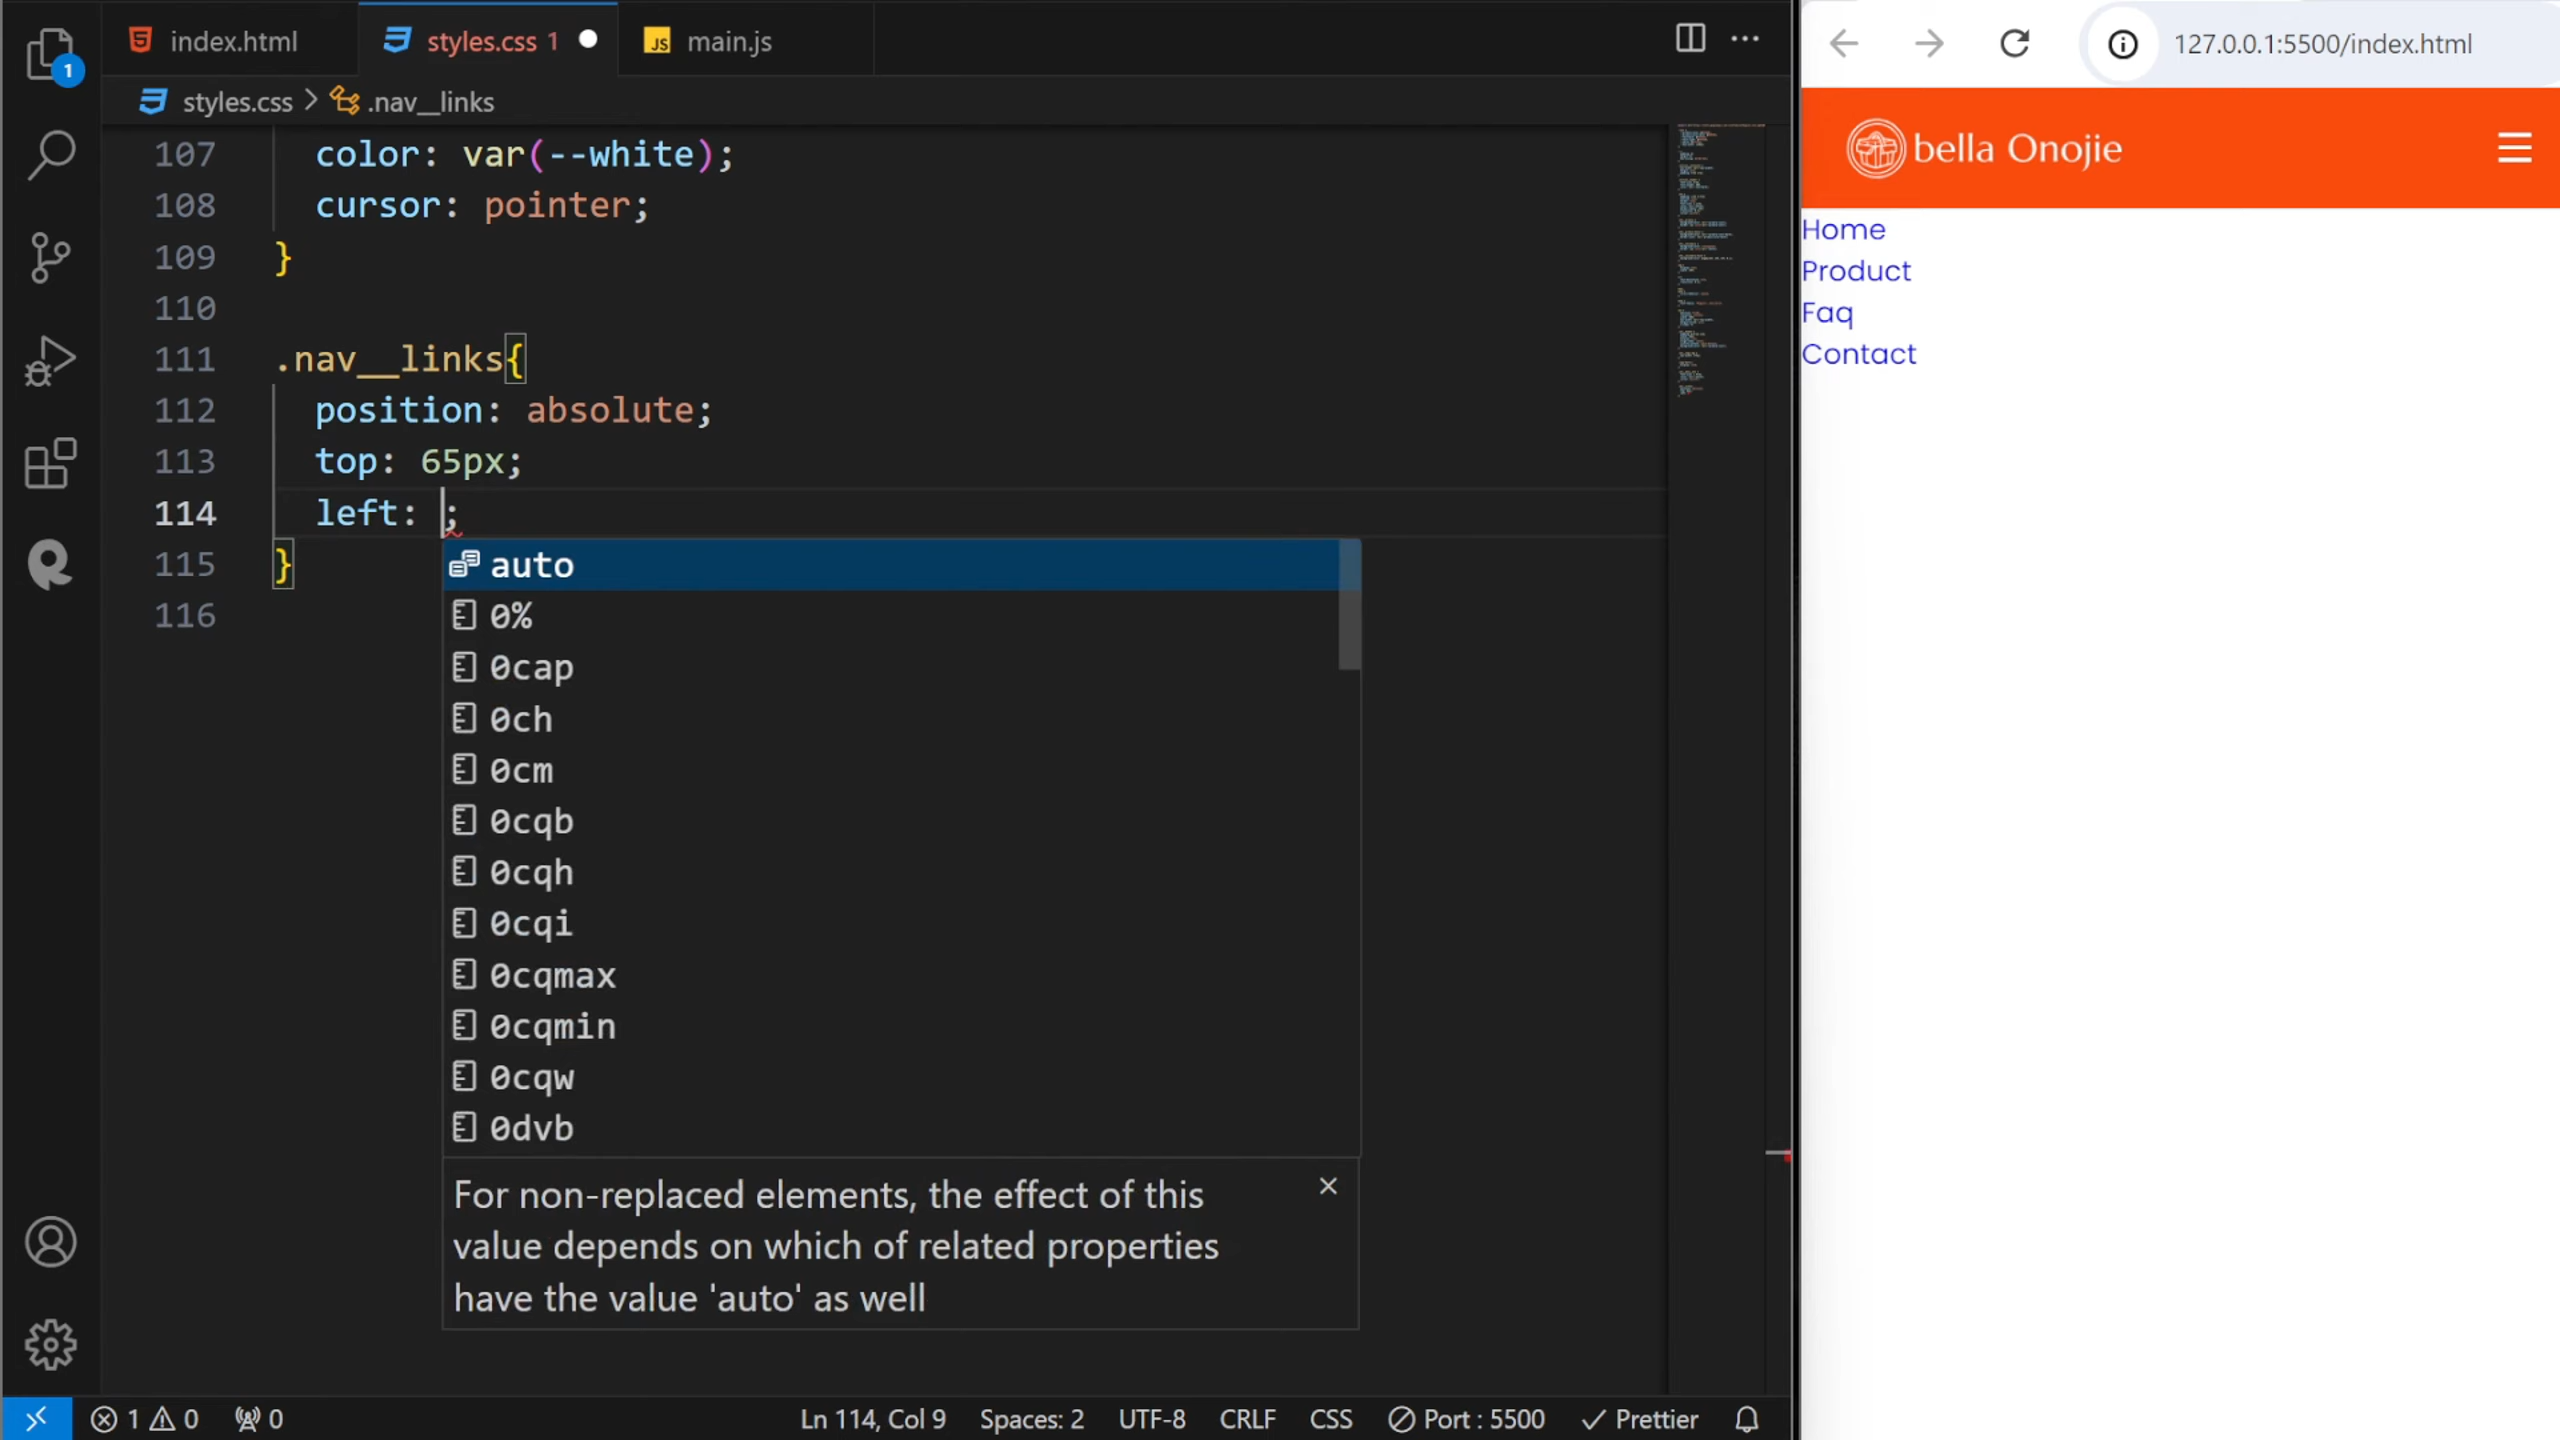 index.html
styles.css 1
JS main.js
127.0.0.1:5500/index.html
1
styles.css > .nav__links
bella Onojie
107 color: var(--white);
108 cursor: pointer;
109 }
110
111 .nav__links{
112 position: absolute;
113 top: 65px;
114 left: ;
115 }
116
auto
0%
0cap
0ch
0cm
0cqb
0cqh
0cqi
0cqmax
0cqmin
0cqw
0dvb
For non-replaced elements, the effect of this
value depends on which of related properties
have the value 'auto' as well
Home
Product
Faq
Contact
1 0 0 Ln 114, Col 9 Spaces: 2 UTF-8 CRLF CSS Port : 5500 Prettier